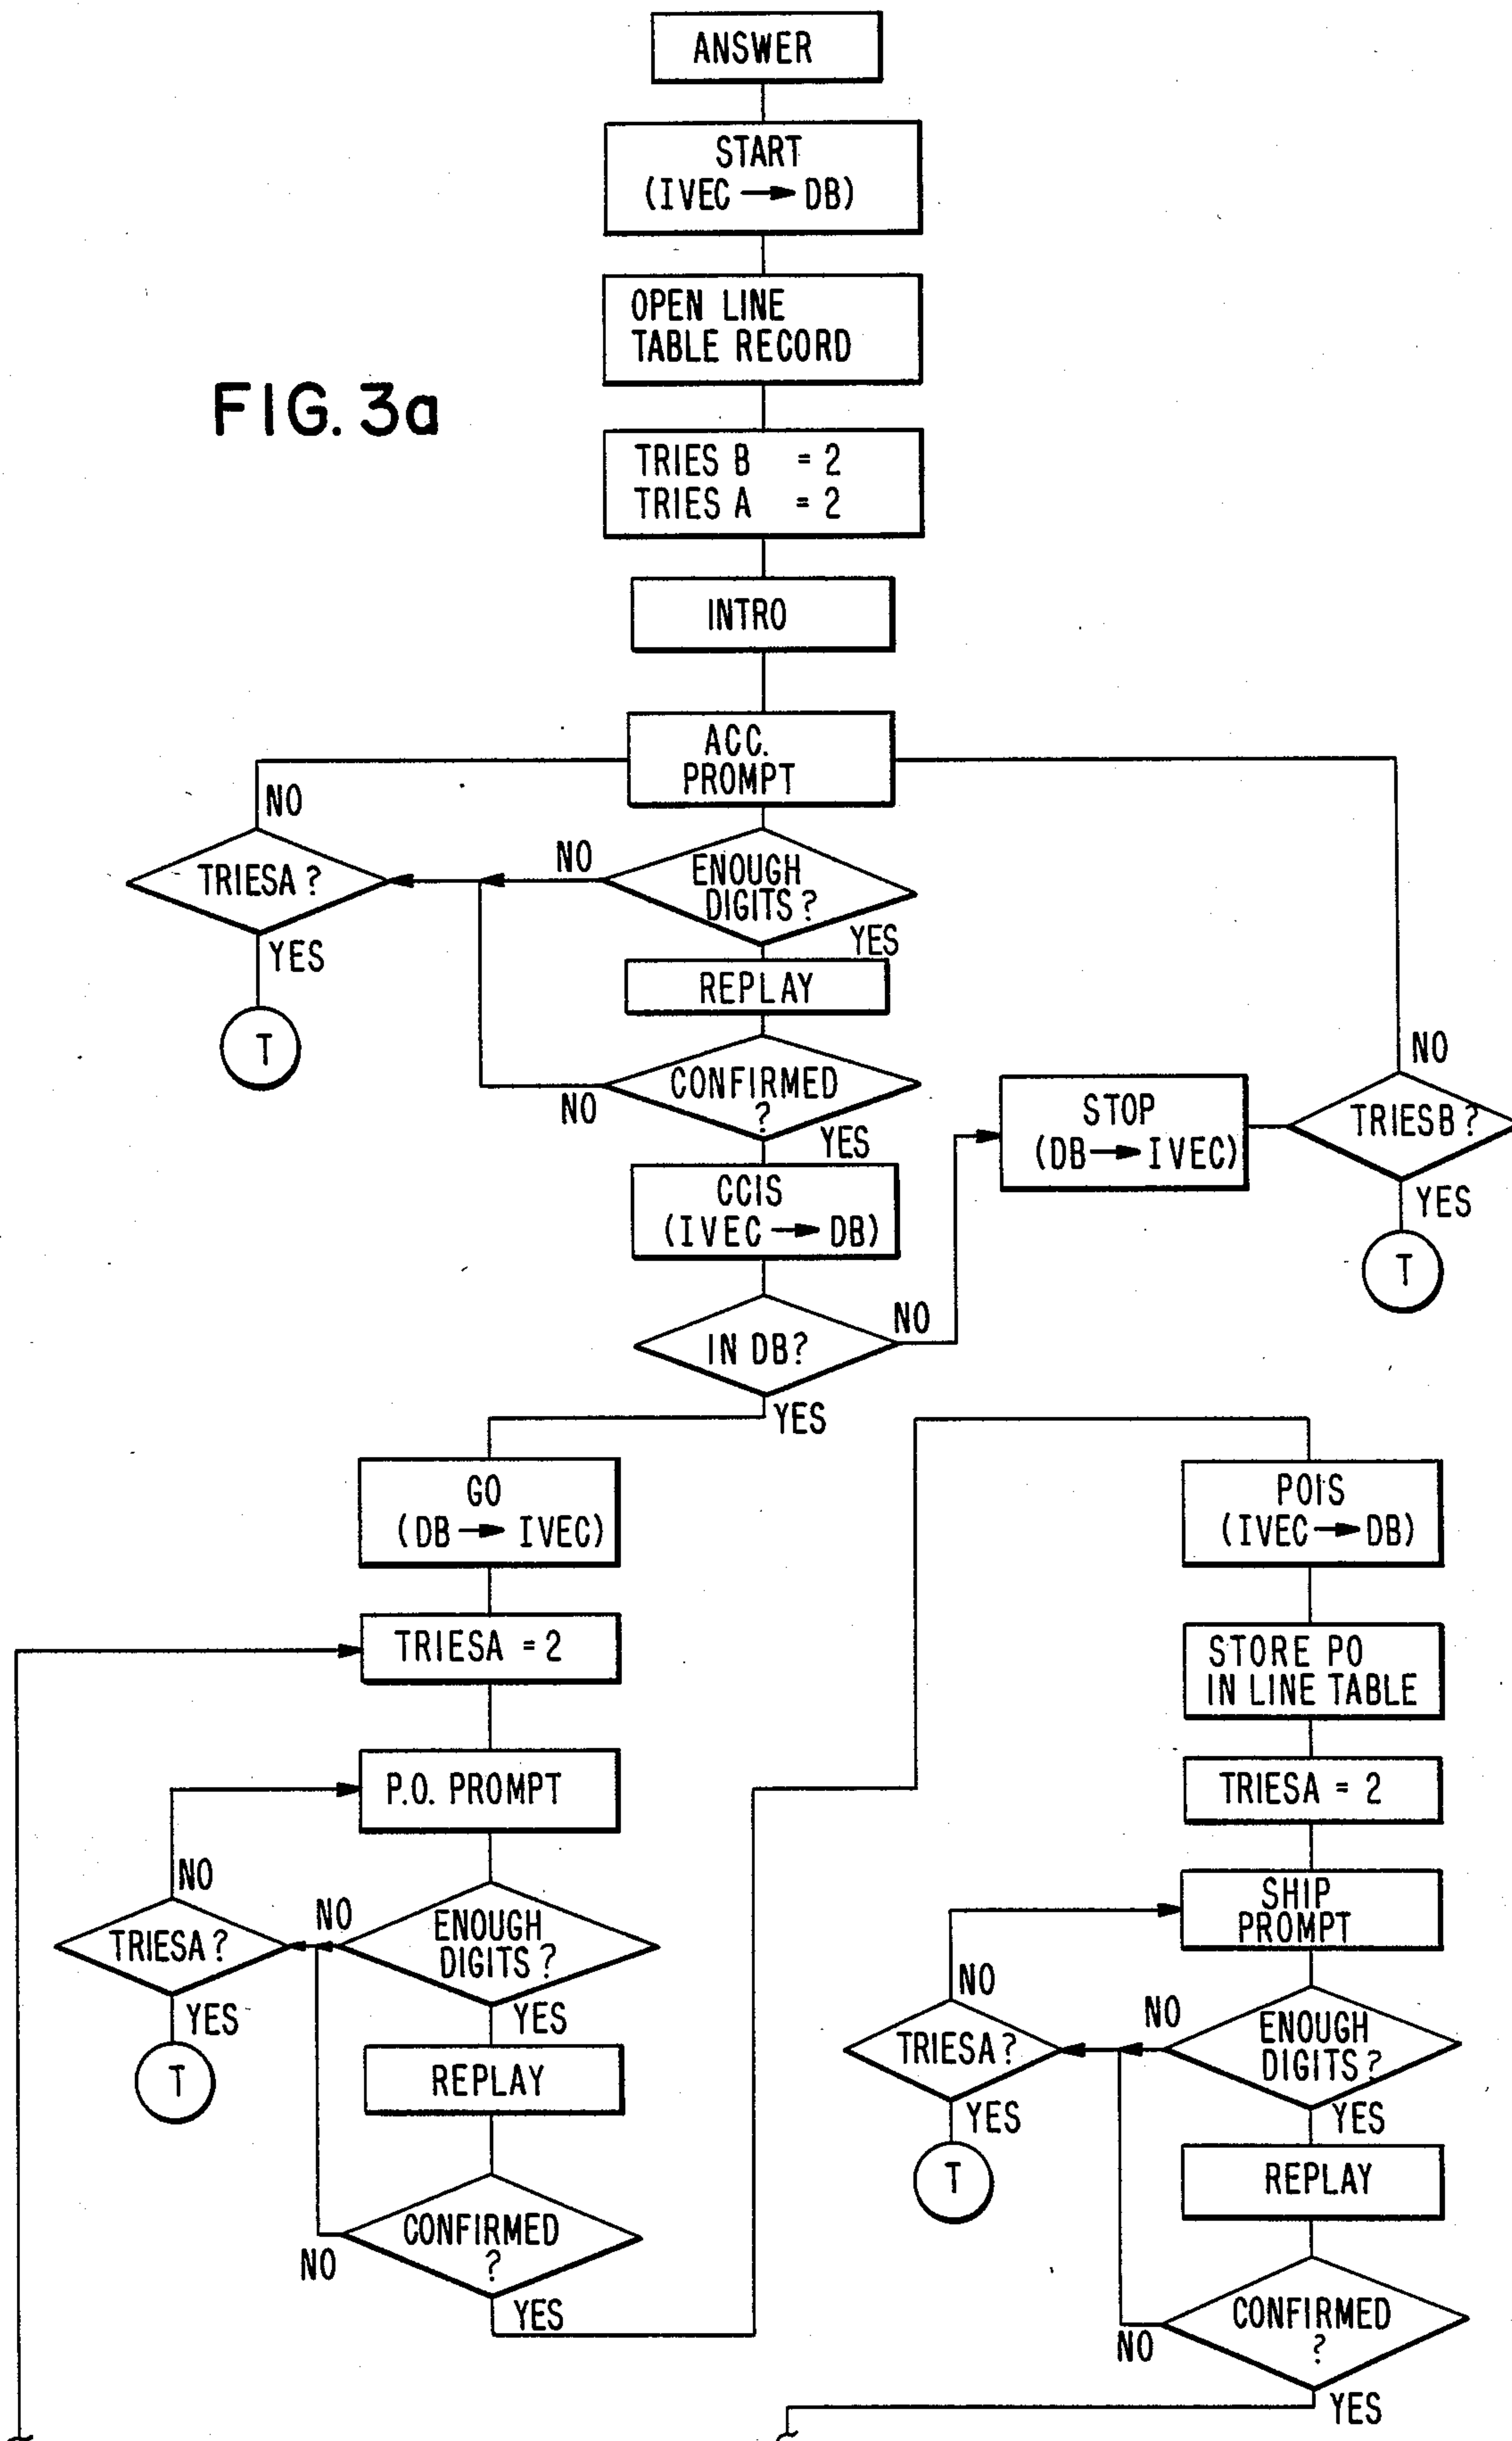 ANSWER
START
(IVEC → DB)
OPEN LINE
TABLE RECORD
FIG. 3a
TRIES B = 2
TRIES A = 2
INTRO
ACC.
PROMPT
NO
TRIESA ?
YES
T
NO
ENOUGH
DIGITS ?
YES
REPLAY
CONFIRMED
?
NO
YES
CCIS
(IVEC → DB)
IN DB?
NO
YES
STOP
(DB → IVEC)
NO
TRIESB ?
YES
T
GO
(DB → IVEC)
TRIESA = 2
P.O. PROMPT
NO
TRIESA ?
YES
T
NO
ENOUGH
DIGITS ?
YES
REPLAY
CONFIRMED
?
NO
YES
POIS
(IVEC → DB)
STORE PO
IN LINE TABLE
TRIESA = 2
SHIP
PROMPT
NO
TRIESA ?
YES
T
NO
ENOUGH
DIGITS ?
YES
REPLAY
CONFIRMED
?
NO
YES